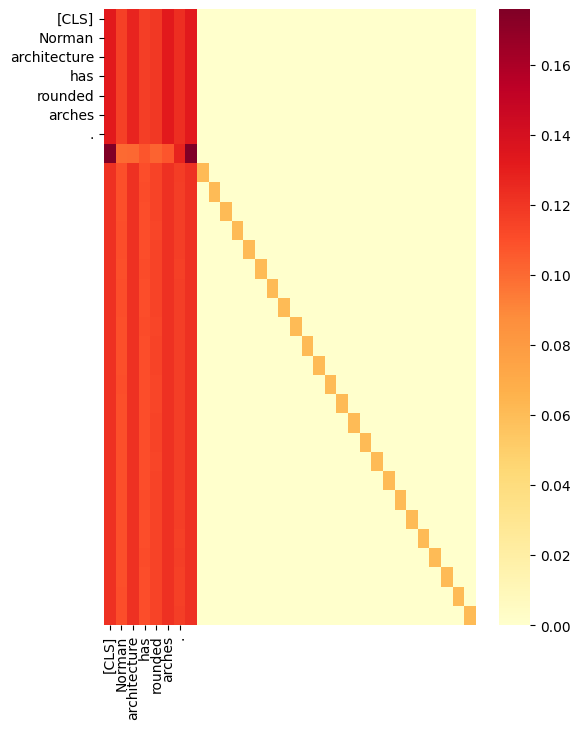 [CLS]
Norman
architecture
has
rounded
arches
.
0.16
0.14
0.12
0.10
0.08
0.06
0.04
0.02
0.00
[CLS]
Norman
architecture
has
rounded
arches
.